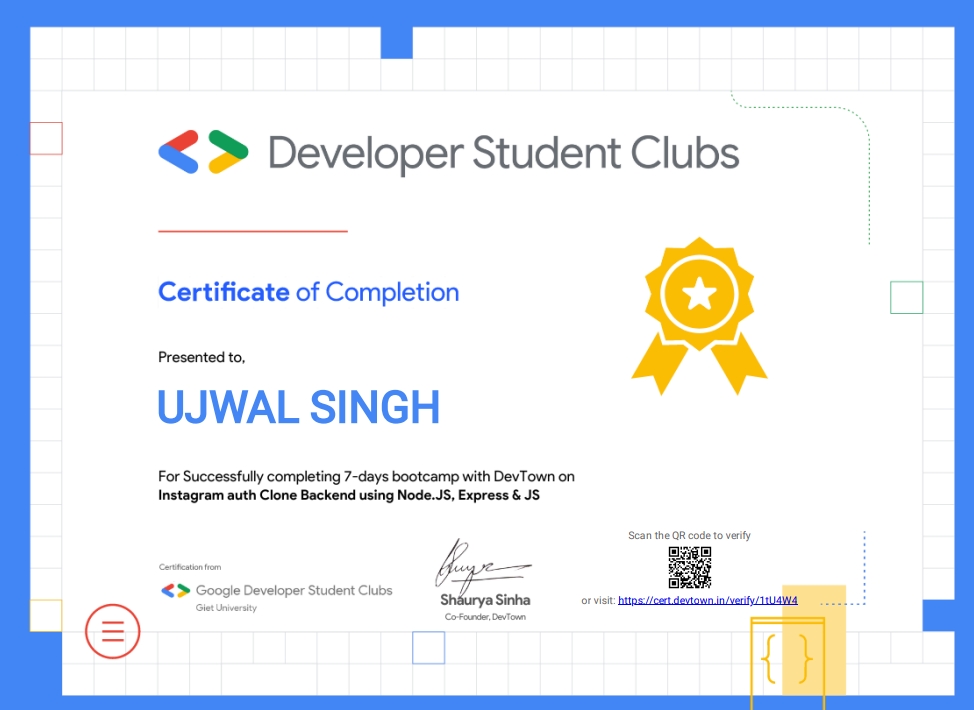 Developer Student Clubs
Certificate of Completion
Presented to,
UJWAL SINGH
For Successfully completing 7-days bootcamp with DevTown on
Instagram auth Clone Backend using Node.JS, Express & JS
Scan the QR code to verify
or visit: https://cert.devtown.in/verify/1tU4W4
Certification from
Google Developer Student Clubs
Giet University
Shaurya Sinha
Co-Founder, DevTown
{ }